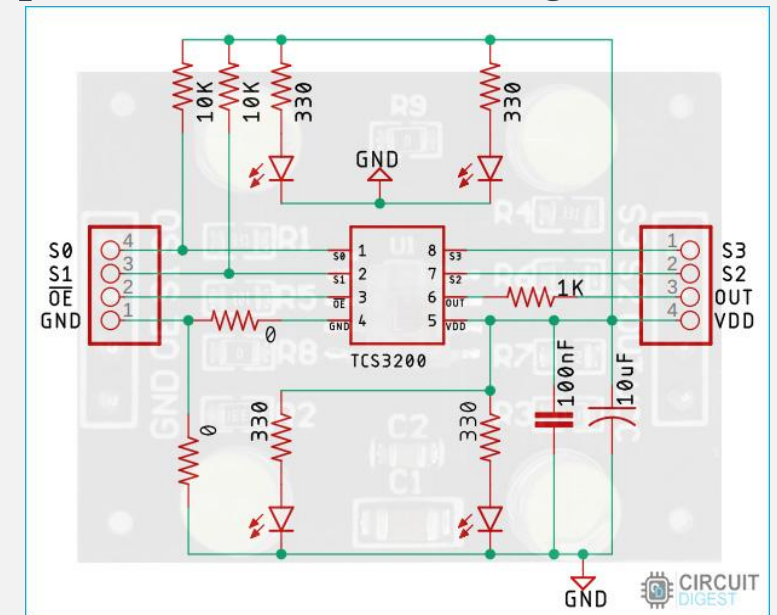 10K
10K
330
330
R9
GND
R4
S0
S1
OE
GND
4
3
2
1
S0
S1
OE
GND
1
2
3
4
U1
8
7
6
5
S3
S2
OUT
VDD
TCS3200
1K
1
2
3
4
S3
S2
OUT
VDD
R1
R5
R8
R2
R7
R3
0
0
330
330
100nF
10uF
C2
C1
GND
CIRCUIT
DIGEST